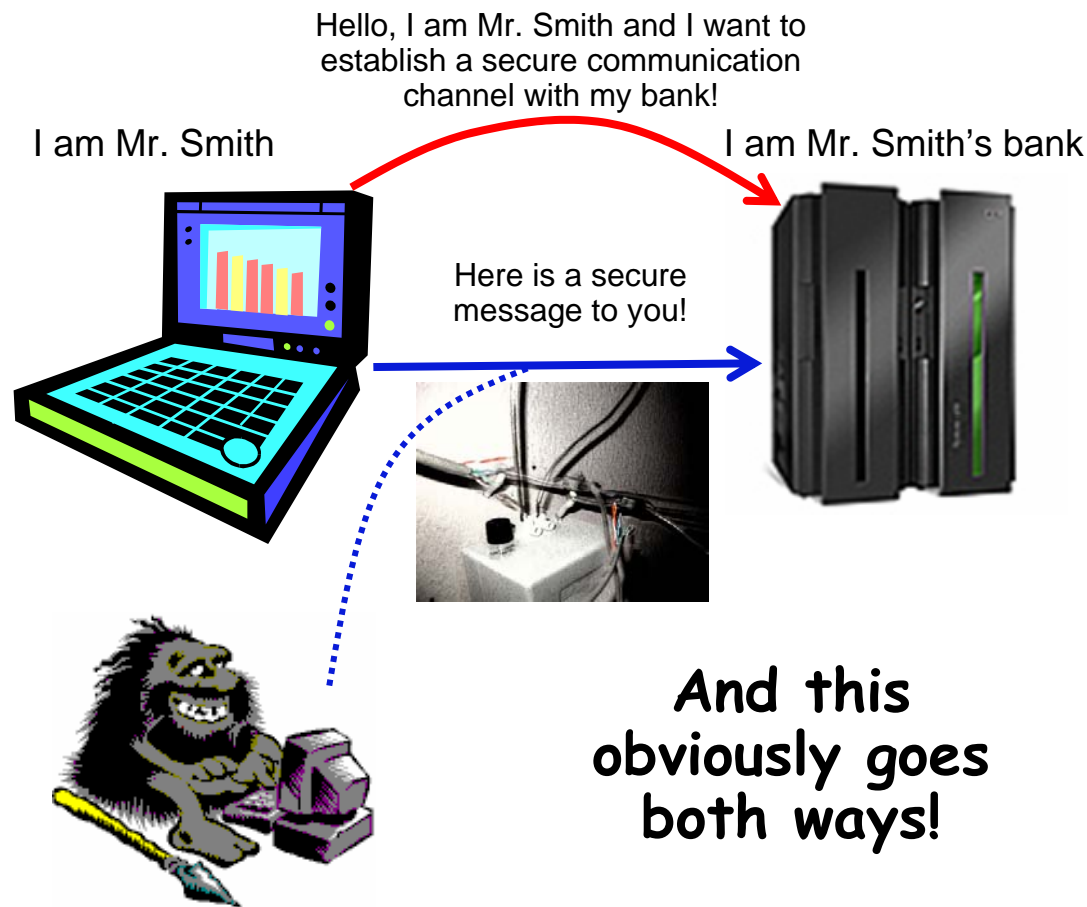 Hello, I am Mr. Smith and I want to
establish a secure communication
channel with my bank!
I am Mr. Smith
I am Mr. Smith’s bank
Here is a secure
message to you!
And this
obviously goes
both ways!